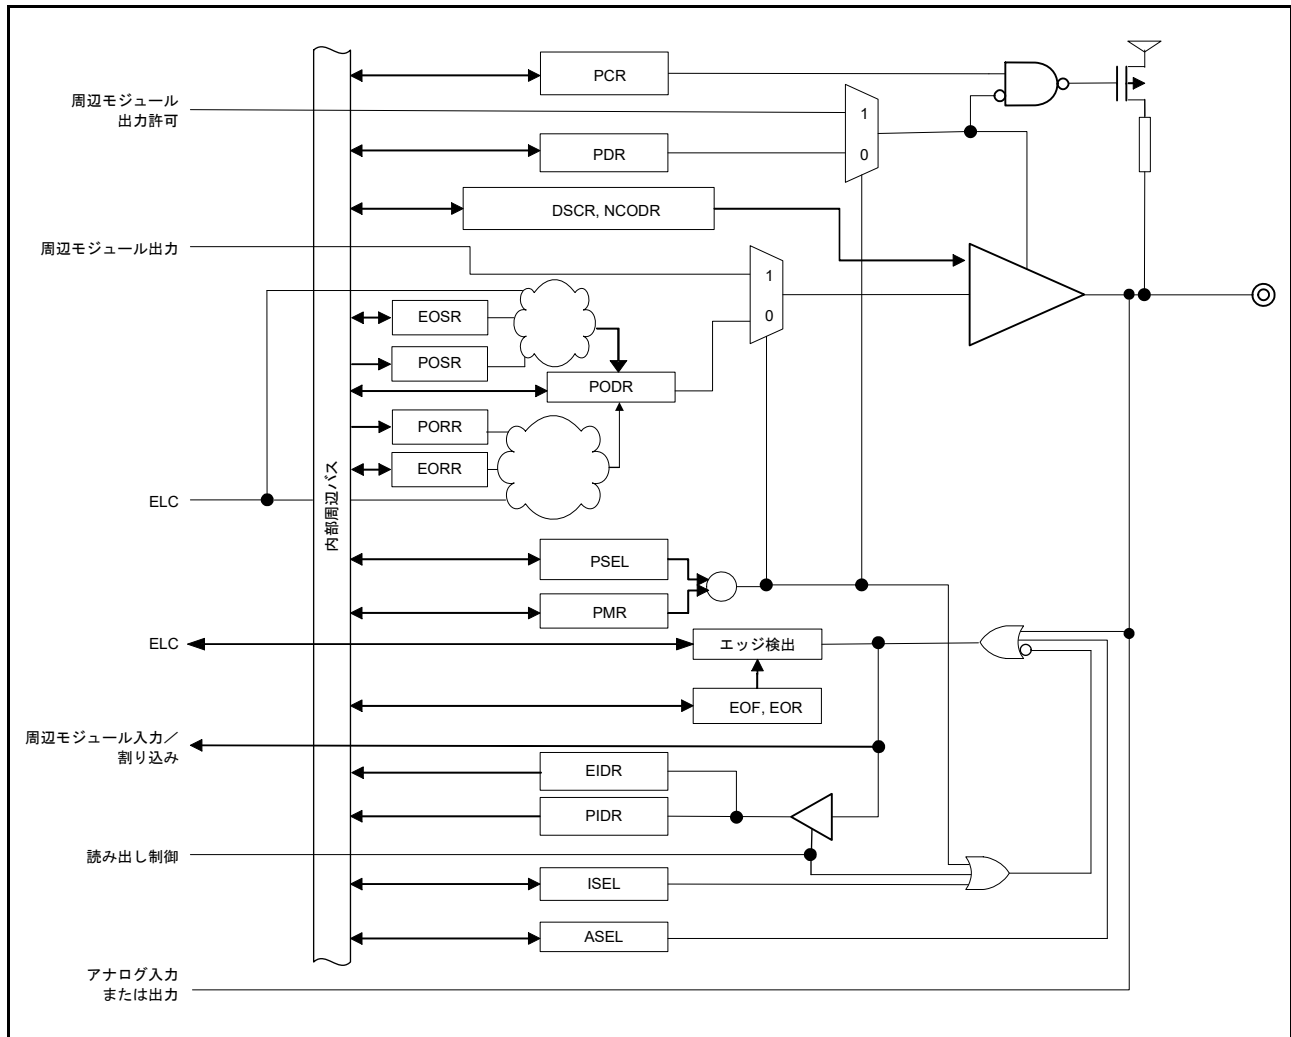 PCR
周辺モジュール
出力許可
1
PDR
0
DSCR, NCODR
周辺モジュール出力
1
EOSR
0
POSR
PODR
PORR
EORR
ELC
内部周辺バス
PSEL
PMR
ELC
エッジ検出
EOF, EOR
周辺モジュール入力／
割り込み
EIDR
PIDR
読み出し制御
ISEL
ASEL
アナログ入力
または出力